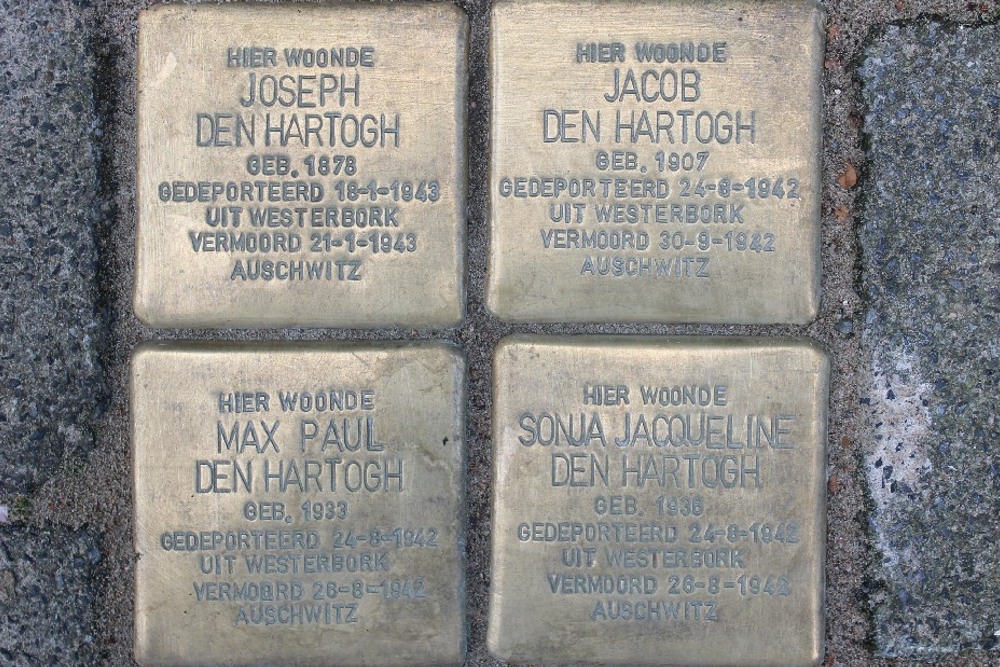 HIER WOONDE
JOSEPH
DEN HARTOGH
GEB. 1878
GEDEPORTEERD 18-1-1943
UIT WESTERBORK
VERMOORD 21-1-1943
AUSCHWITZ
HIER WOONDE
JACOB
DEN HARTOGH
GEB. 1907
GEDEPORTEERD 24-8-1942
UIT WESTERBORK
VERMOORD 30-9-1942
AUSCHWITZ
HIER WOONDE
MAX PAUL
DEN HARTOGH
GEB. 1933
GEDEPORTEERD 24-8-1942
UIT WESTERBORK
VERMOORD 26-8-1942
AUSCHWITZ
HIER WOONDE
SONJA JACQUELINE
DEN HARTOGH
GEB. 1936
GEDEPORTEERD 24-8-1942
UIT WESTERBORK
VERMOORD 26-8-1942
AUSCHWITZ